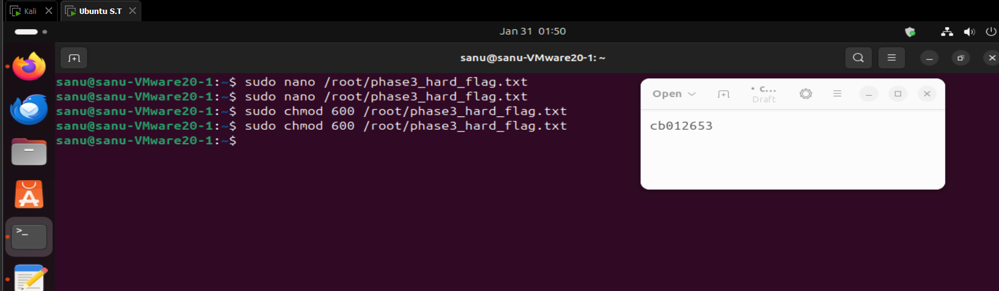 Kali
Ubuntu S.T
Jan 31 01:50
sanu@sanu-VMware20-1: ~
sanu@sanu-VMware20-1:~$ sudo nano /root/phase3_hard_flag.txt
sanu@sanu-VMware20-1:~$ sudo nano /root/phase3_hard_flag.txt
sanu@sanu-VMware20-1:~$ sudo chmod 600 /root/phase3_hard_flag.txt
sanu@sanu-VMware20-1:~$ sudo chmod 600 /root/phase3_hard_flag.txt
sanu@sanu-VMware20-1:~$
Open
• c...
Draft
cb012653